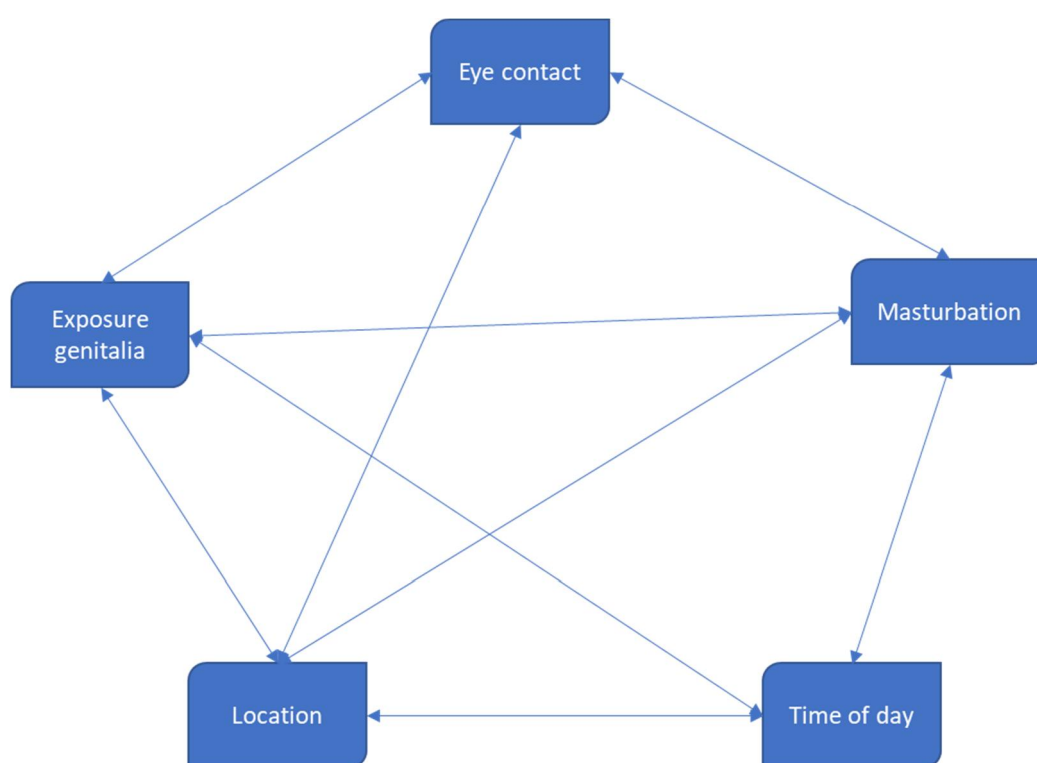 Eye contact
Exposure
genitalia
Masturbation
Location
Time of day